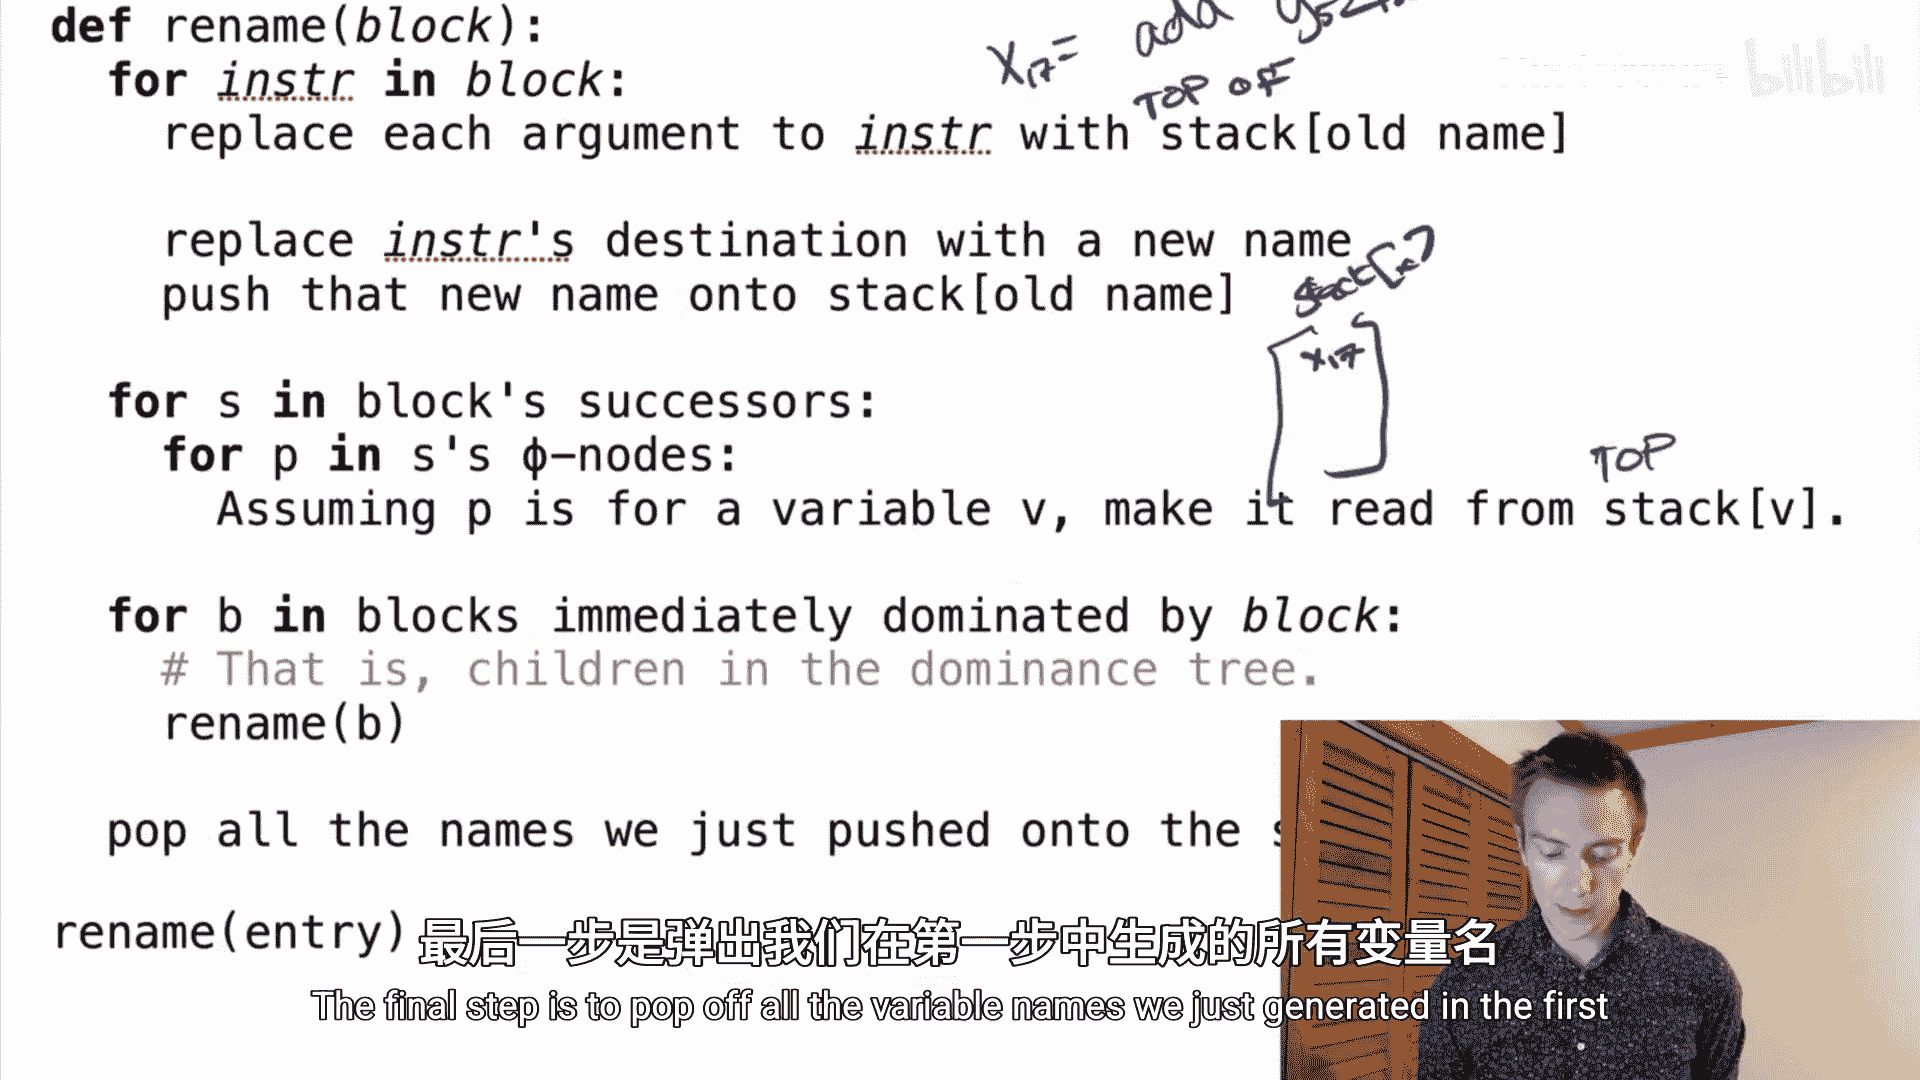 def rename(block):
x17 = add
for instr in block:
TOP OF
replace each argument to instr with stack[old name]
replace instr's destination with a new name
push that new name onto stack[old name]
stack[x]
x17
for s in block's successors:
for p in s's ϕ-nodes:
TOP
Assuming p is for a variable v, make it read from stack[v].
for b in blocks immediately dominated by block:
# That is, children in the dominance tree.
rename(b)
pop all the names we just pushed onto the
rename(entry)
最后一步是弹出我们在第一步中生成的所有变量名
The final step is to pop off all the variable names we just generated in the first
bilibili